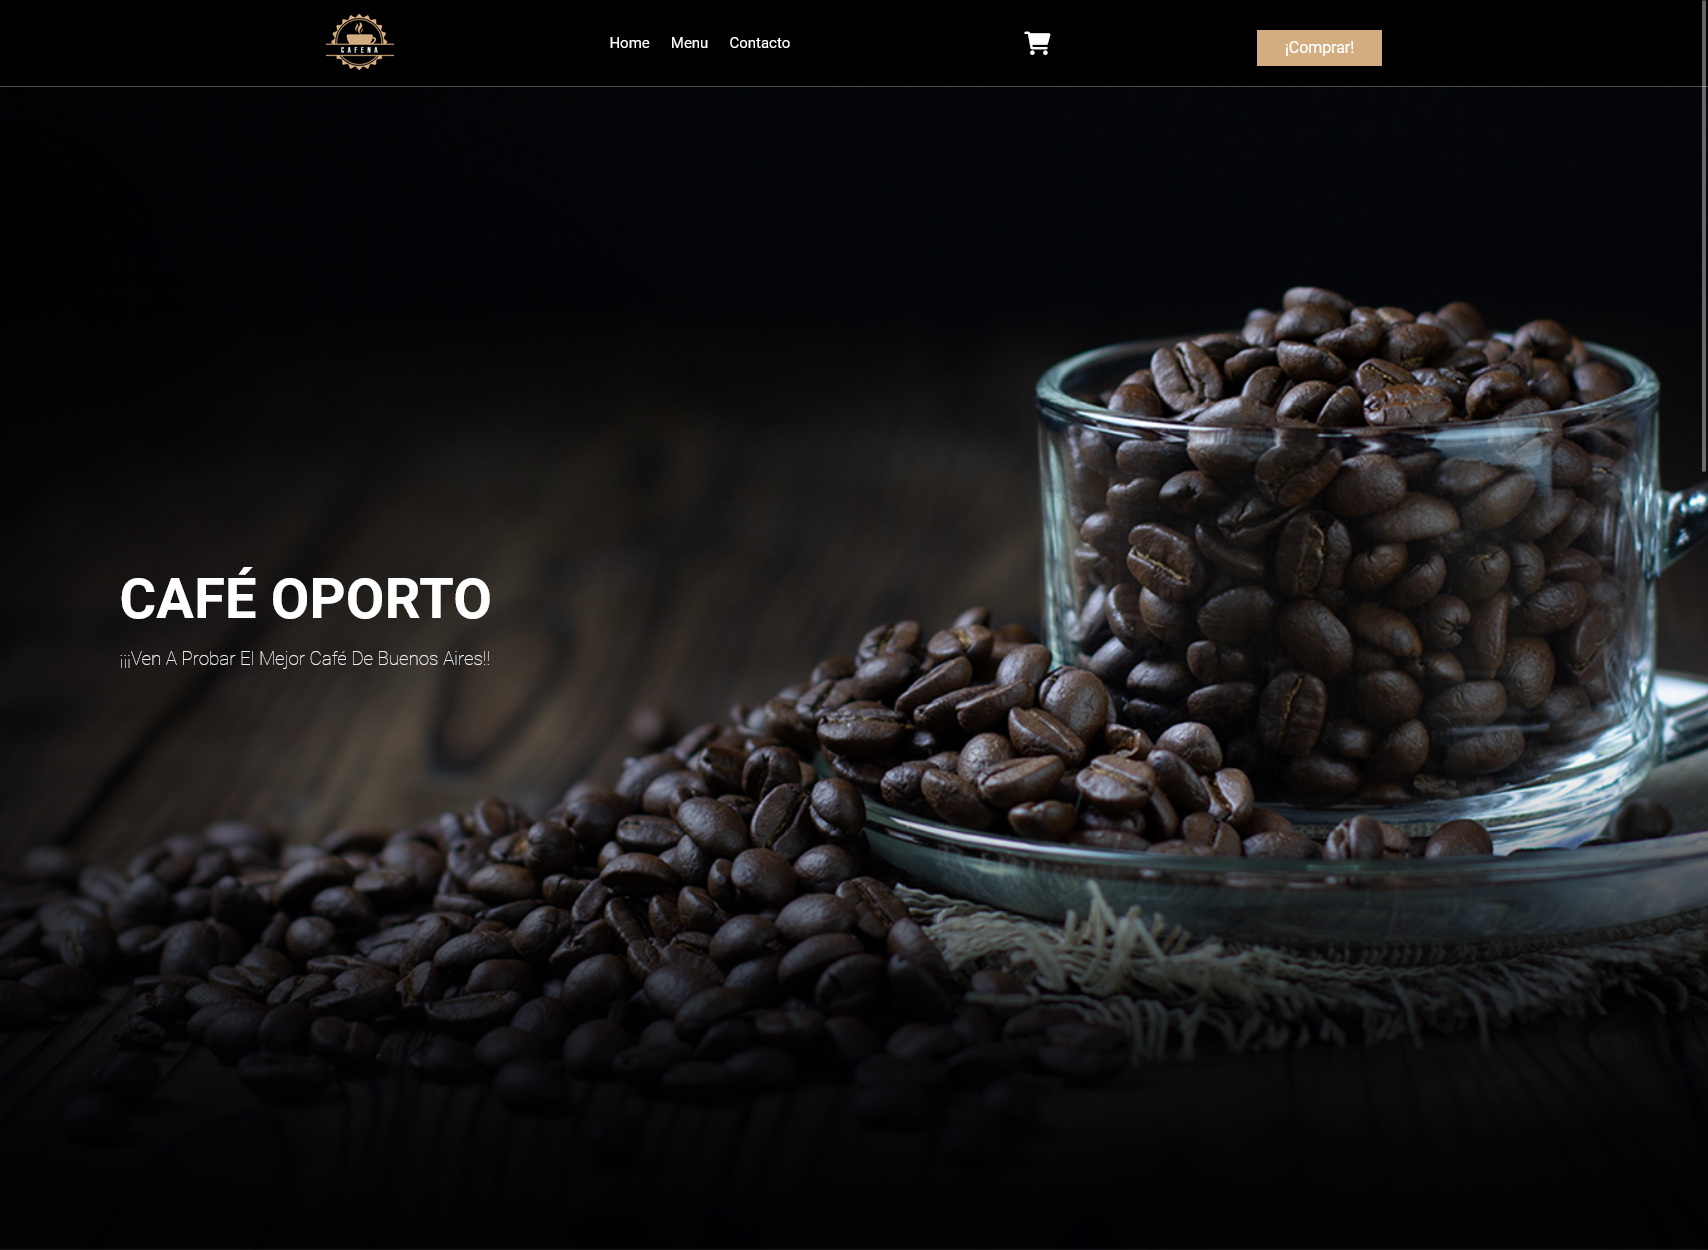 CAFENA
Home Menu Contacto
¡Comprar!
CAFÉ OPORTO
¡¡¡Ven A Probar El Mejor Café De Buenos Aires!!